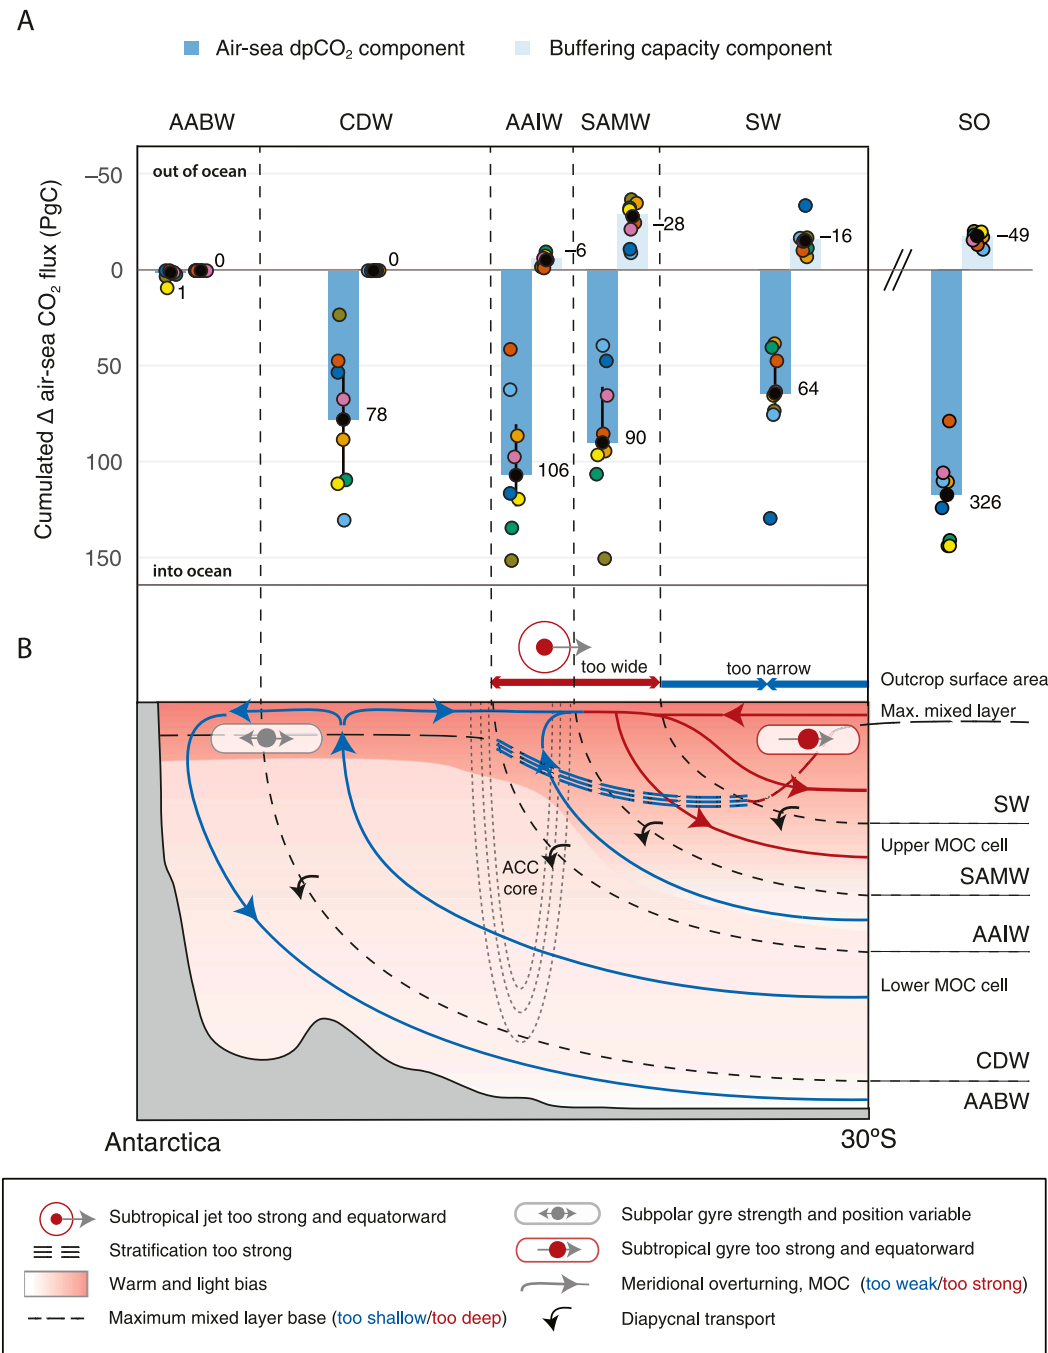 A
Air-sea dpCO₂ component
Buffering capacity component
AABW
CDW
AAIW
SAMW
SW
SO
Cumulated Δ air-sea CO₂ flux (PgC)
−50
0
50
100
150
out of ocean
into ocean
1
0
78
0
106
−6
90
−28
64
−16
326
−49
B
too wide
too narrow
Outcrop surface area
Max. mixed layer
SW
Upper MOC cell
SAMW
AAIW
Lower MOC cell
CDW
AABW
ACC
core
Antarctica
30ºS
Subtropical jet too strong and equatorward
Stratification too strong
Warm and light bias
Maximum mixed layer base (too shallow/too deep)
Subpolar gyre strength and position variable
Subtropical gyre too strong and equatorward
Meridional overturning, MOC (too weak/too strong)
Diapycnal transport